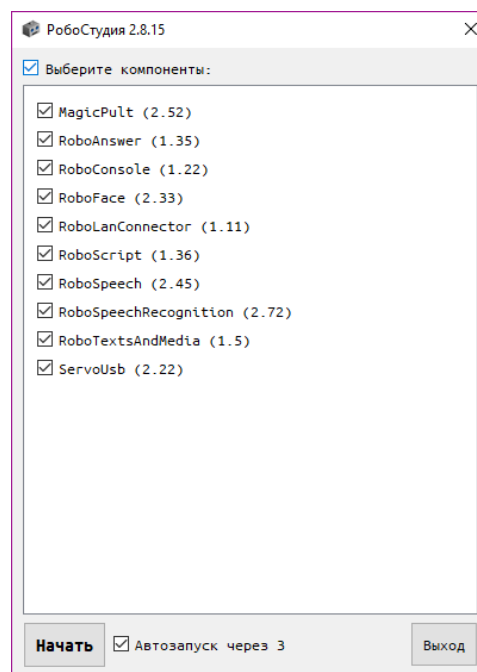 РобоСтудия 2.8.15
Выберите компоненты:
MagicPult (2.52)
RoboAnswer (1.35)
RoboConsole (1.22)
RoboFace (2.33)
RoboLanConnector (1.11)
RoboScript (1.36)
RoboSpeech (2.45)
RoboSpeechRecognition (2.72)
RoboTextsAndMedia (1.5)
ServoUsb (2.22)
Начать Автозапуск через 3 Выход